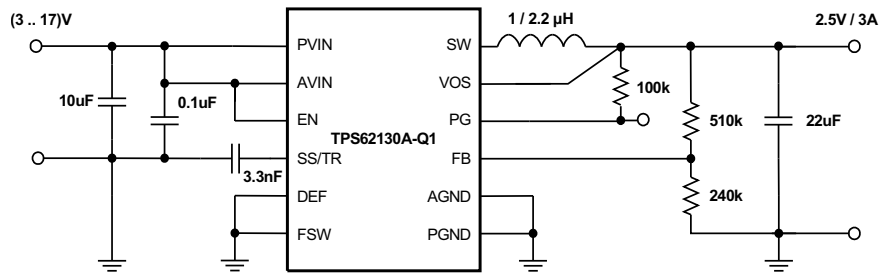 (3 .. 17)V
1 / 2.2 µH
2.5V / 3A
PVIN
SW
AVIN
VOS
100k
10uF
0.1uF
EN
PG
510k
22uF
TPS62130A-Q1
SS/TR
FB
3.3nF
DEF
AGND
240k
FSW
PGND